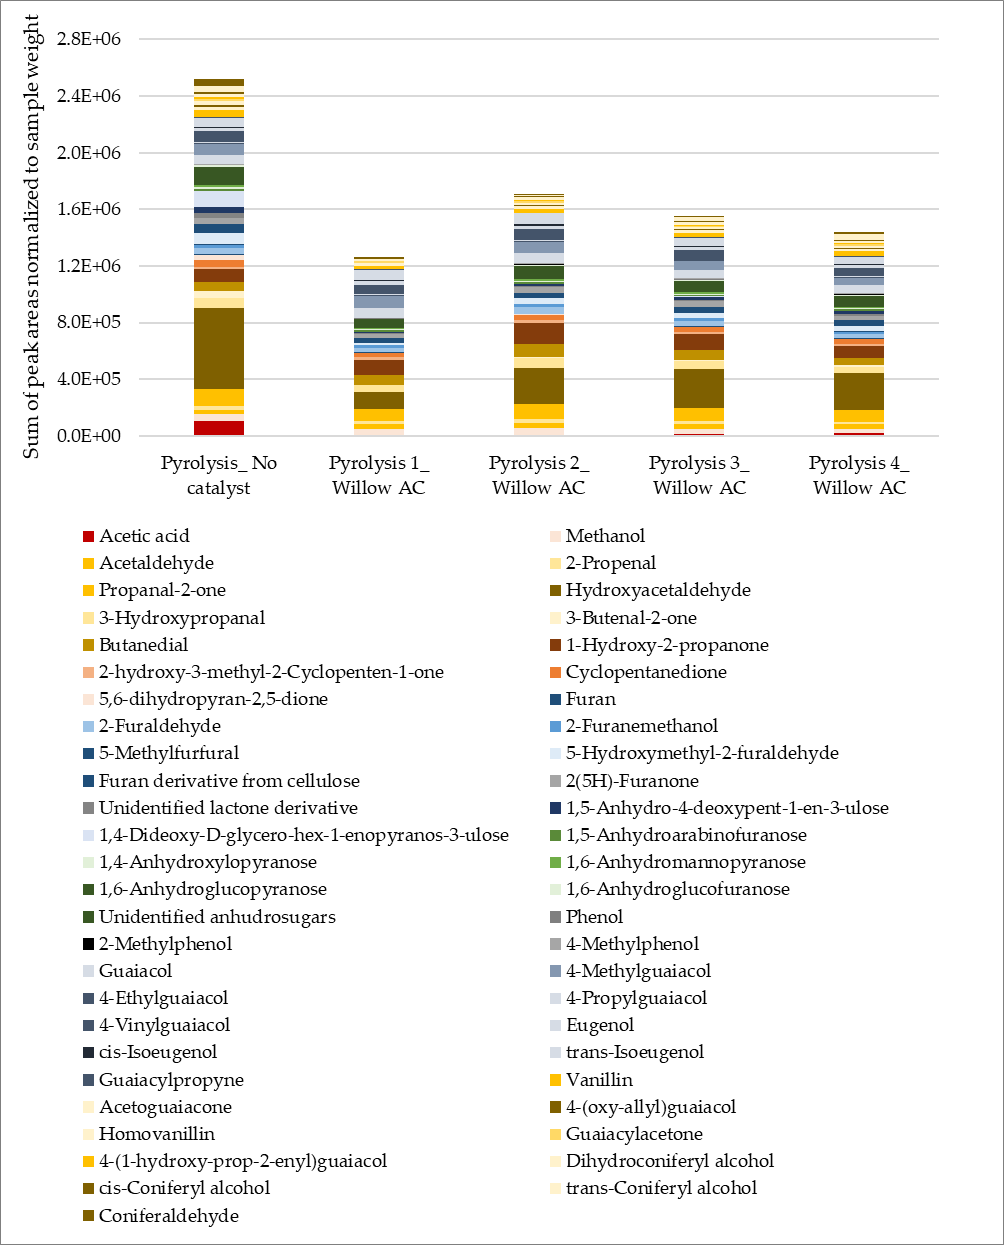 Sum of peak areas normalized to sample weight
2.8E+06
2.4E+06
2.0E+06
1.6E+06
1.2E+06
8.0E+05
4.0E+05
0.0E+00
Pyrolysis_ No
catalyst
Pyrolysis 1_
Willow AC
Pyrolysis 2_
Willow AC
Pyrolysis 3_
Willow AC
Pyrolysis 4_
Willow AC
Acetic acid
Methanol
Acetaldehyde
2-Propenal
Propanal-2-one
Hydroxyacetaldehyde
3-Hydroxypropanal
3-Butenal-2-one
Butanedial
1-Hydroxy-2-propanone
2-hydroxy-3-methyl-2-Cyclopenten-1-one
Cyclopentanedione
5,6-dihydropyran-2,5-dione
Furan
2-Furaldehyde
2-Furanemethanol
5-Methylfurfural
5-Hydroxymethyl-2-furaldehyde
Furan derivative from cellulose
2(5H)-Furanone
Unidentified lactone derivative
1,5-Anhydro-4-deoxypent-1-en-3-ulose
1,4-Dideoxy-D-glycero-hex-1-enopyranos-3-ulose
1,5-Anhydroarabinofuranose
1,4-Anhydroxylopyranose
1,6-Anhydromannopyranose
1,6-Anhydroglucopyranose
1,6-Anhydroglucofuranose
Unidentified anhudrosugars
Phenol
2-Methylphenol
4-Methylphenol
Guaiacol
4-Methylguaiacol
4-Ethylguaiacol
4-Propylguaiacol
4-Vinylguaiacol
Eugenol
cis-Isoeugenol
trans-Isoeugenol
Guaiacylpropyne
Vanillin
Acetoguaiacone
4-(oxy-allyl)guaiacol
Homovanillin
Guaiacylacetone
4-(1-hydroxy-prop-2-enyl)guaiacol
Dihydroconiferyl alcohol
cis-Coniferyl alcohol
trans-Coniferyl alcohol
Coniferaldehyde